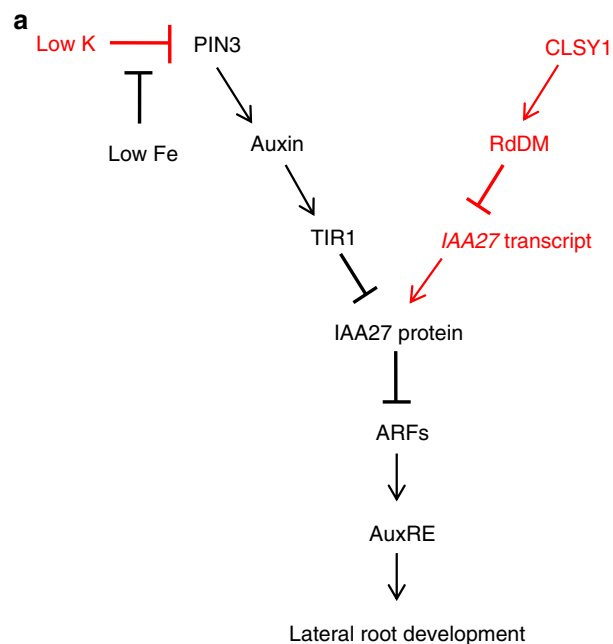 a
Low K
PIN3
CLSY1
Low Fe
Auxin
RdDM
TIR1
IAA27 transcript
IAA27 protein
ARFs
AuxRE
Lateral root development